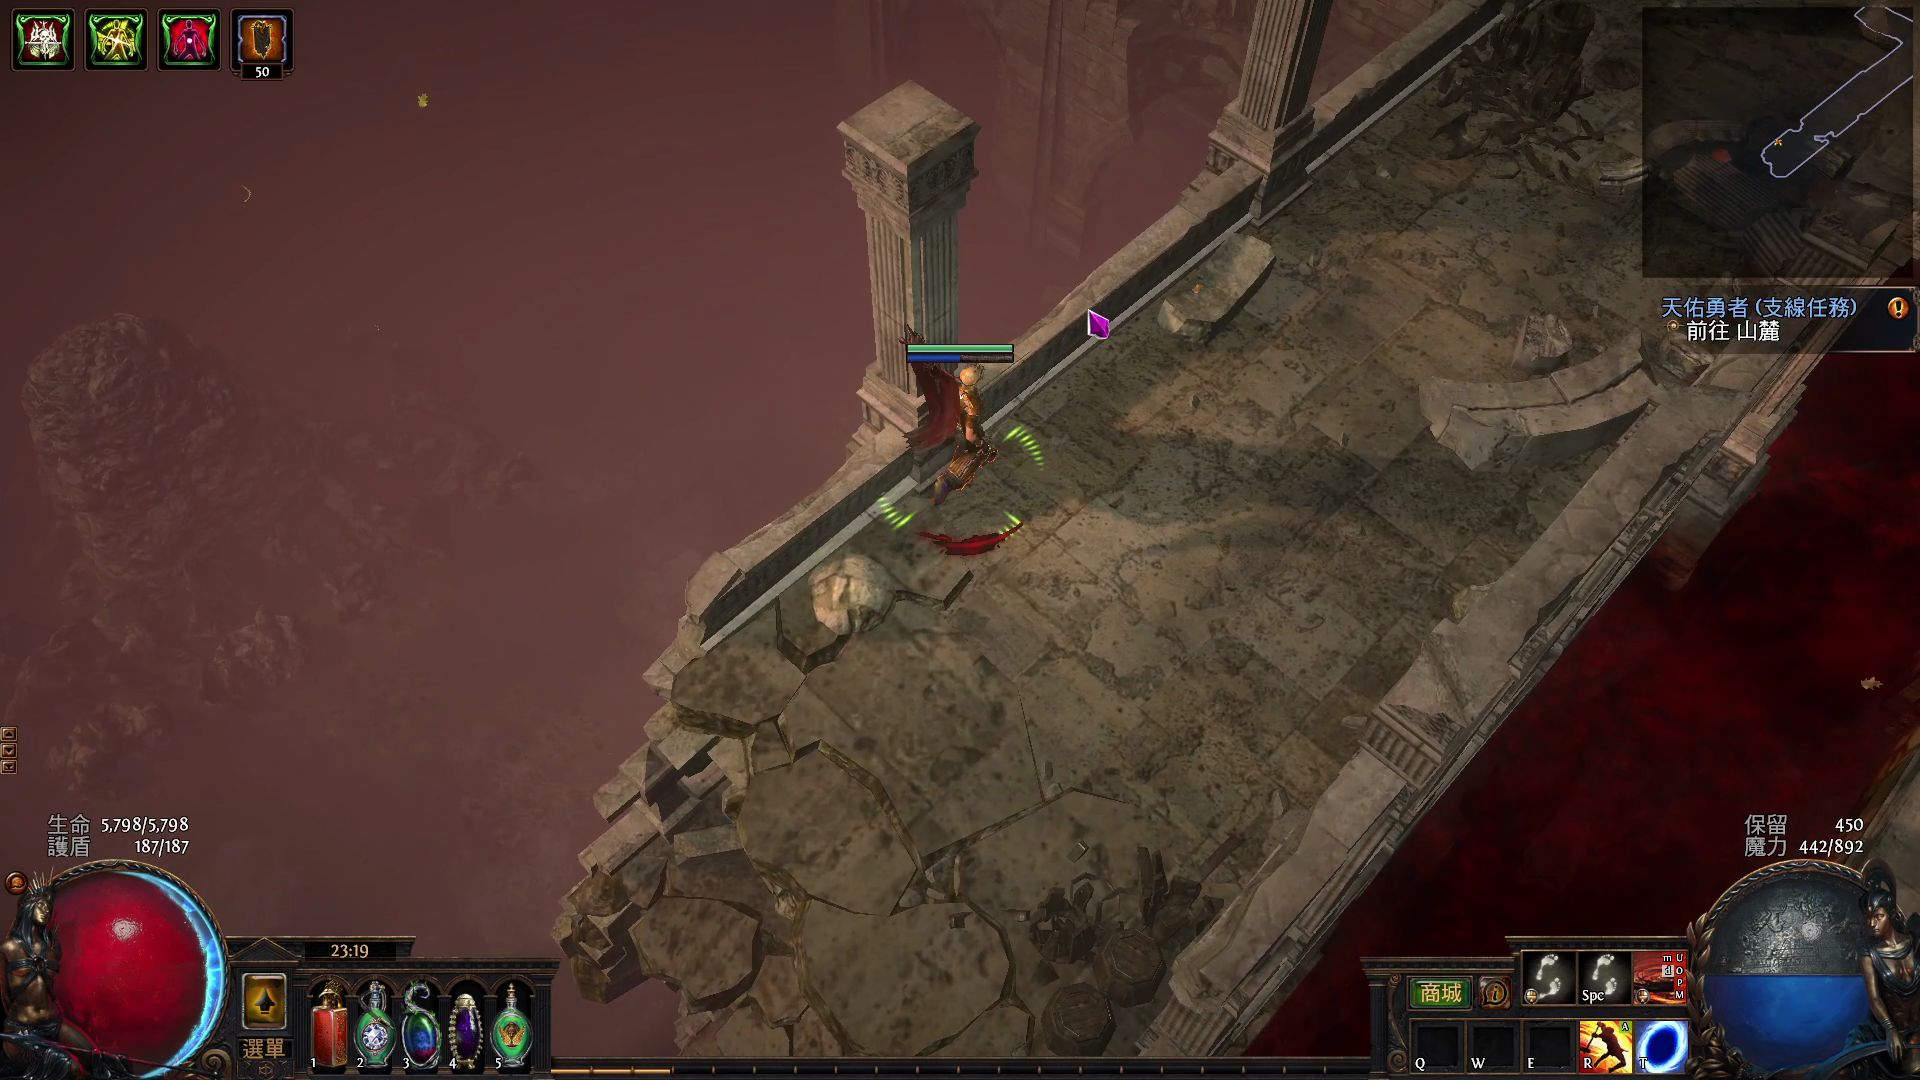 50
天佑勇者 (支線任務)
前往 山麓
生命 5,798/5,798
護盾 187/187
保留 450
魔力 442/892
23:19
選單
1 2 3 4 5
商城
Spc
m U
d O
P
M
Q W E R T
A